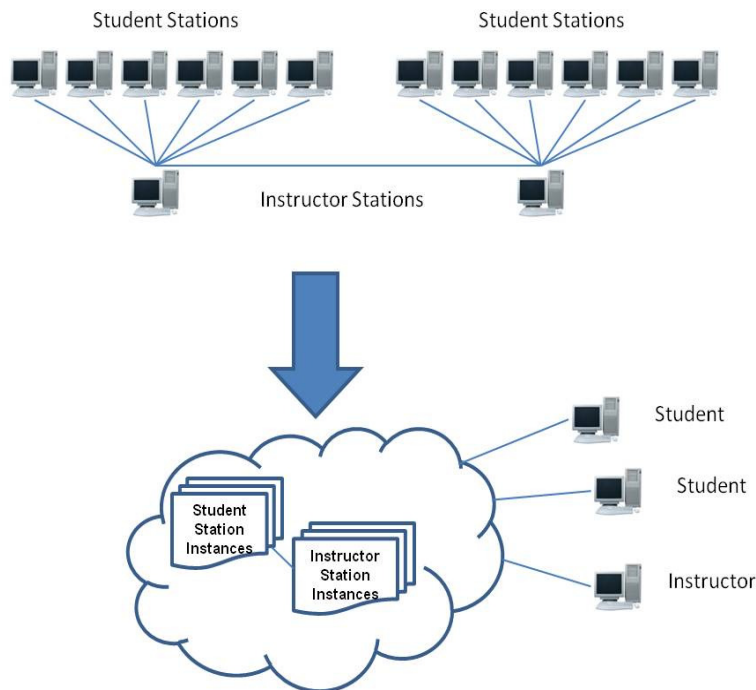 Student Stations
Student Stations
Instructor Stations
Student
Student
Student
Station
Instances
Instructor
Station
Instances
Instructor